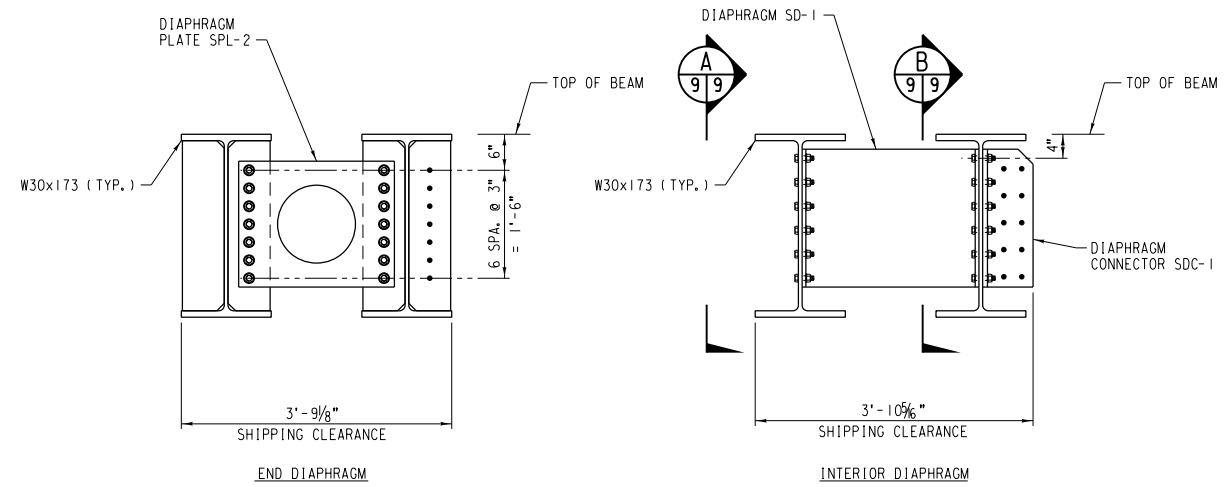 DIAPHRAGM
PLATE SPL-2
TOP OF BEAM
W30x173 (TYP.)
6"
6 SPA. @ 3"
= 1'-6"
3'-9⅛"
SHIPPING CLEARANCE
END DIAPHRAGM
DIAPHRAGM SD-1
A
9 9
B
9 9
TOP OF BEAM
4"
W30x173 (TYP.)
DIAPHRAGM
CONNECTOR SDC-1
3'-10 5/16"
SHIPPING CLEARANCE
INTERIOR DIAPHRAGM